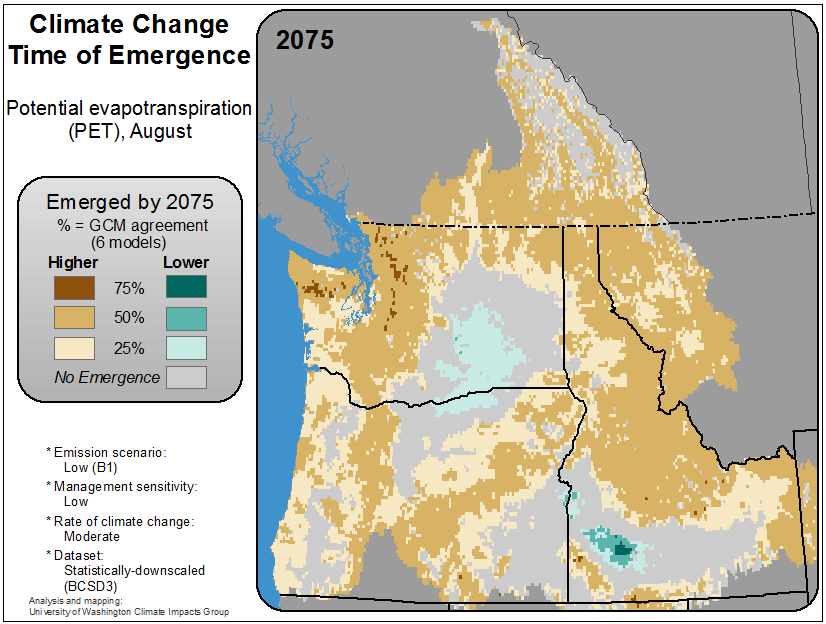 Climate Change
Time of Emergence
Potential evapotranspiration
(PET), August
Emerged by 2075
% = GCM agreement
(6 models)
Higher Lower
75%
50%
25%
No Emergence
* Emission scenario:
Low (B1)
* Management sensitivity:
Low
* Rate of climate change:
Moderate
* Dataset:
Statistically-downscaled
(BCSD3)
Analysis and mapping:
University of Washington Climate Impacts Group
2075